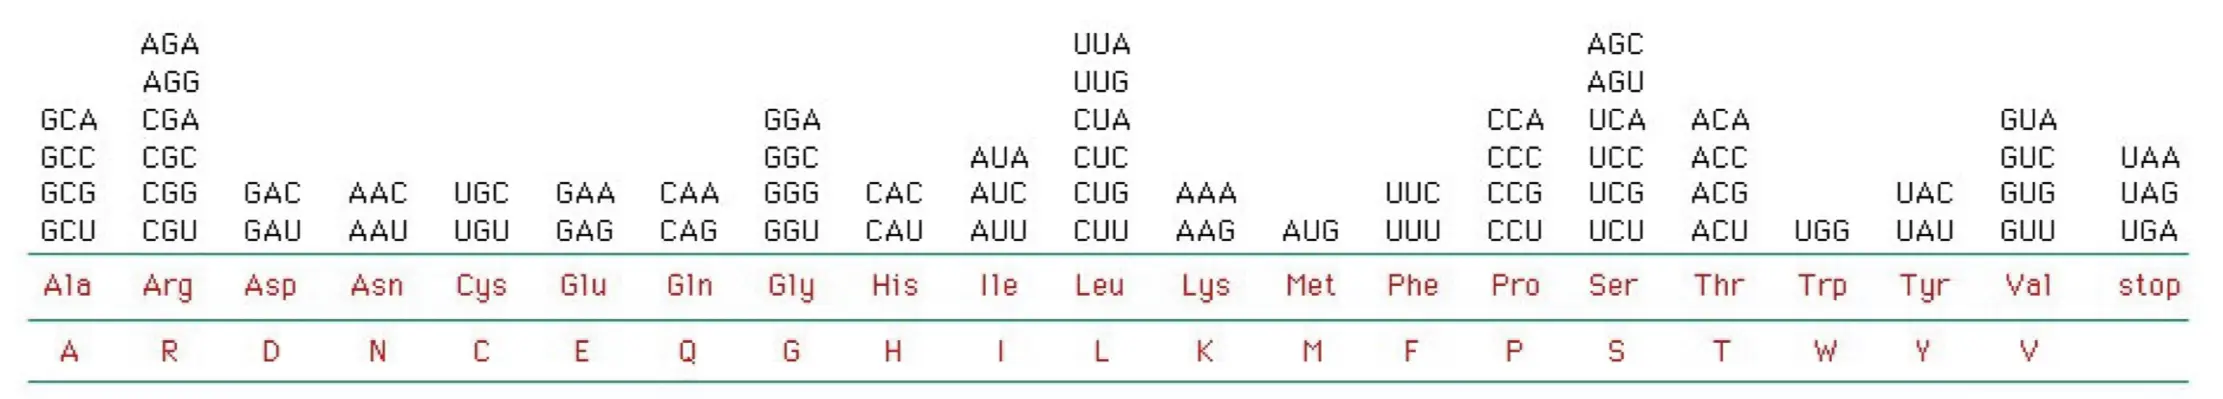 AGA UUA AGC
AGG UUG AGU
GCA CGA GGA CUA CCA UCA ACA GUA
GCC CGC GGC AUA CUC CCC UCC ACC GUC UAA
GCG CGG GAC AAC UGC GAA CAA GGG CAC AUC CUG AAA UUC CCG UCG ACG UAC GUG UAG
GCU CGU GAU AAU UGU GAG CAG GGU CAU AUU CUU AAG AUG UUU CCU UCU ACU UGG UAU GUU UGA
Ala Arg Asp Asn Cys Glu Gln Gly His Ile Leu Lys Met Phe Pro Ser Thr Trp Tyr Val stop
A R D N C E Q G H I L K M F P S T W Y V